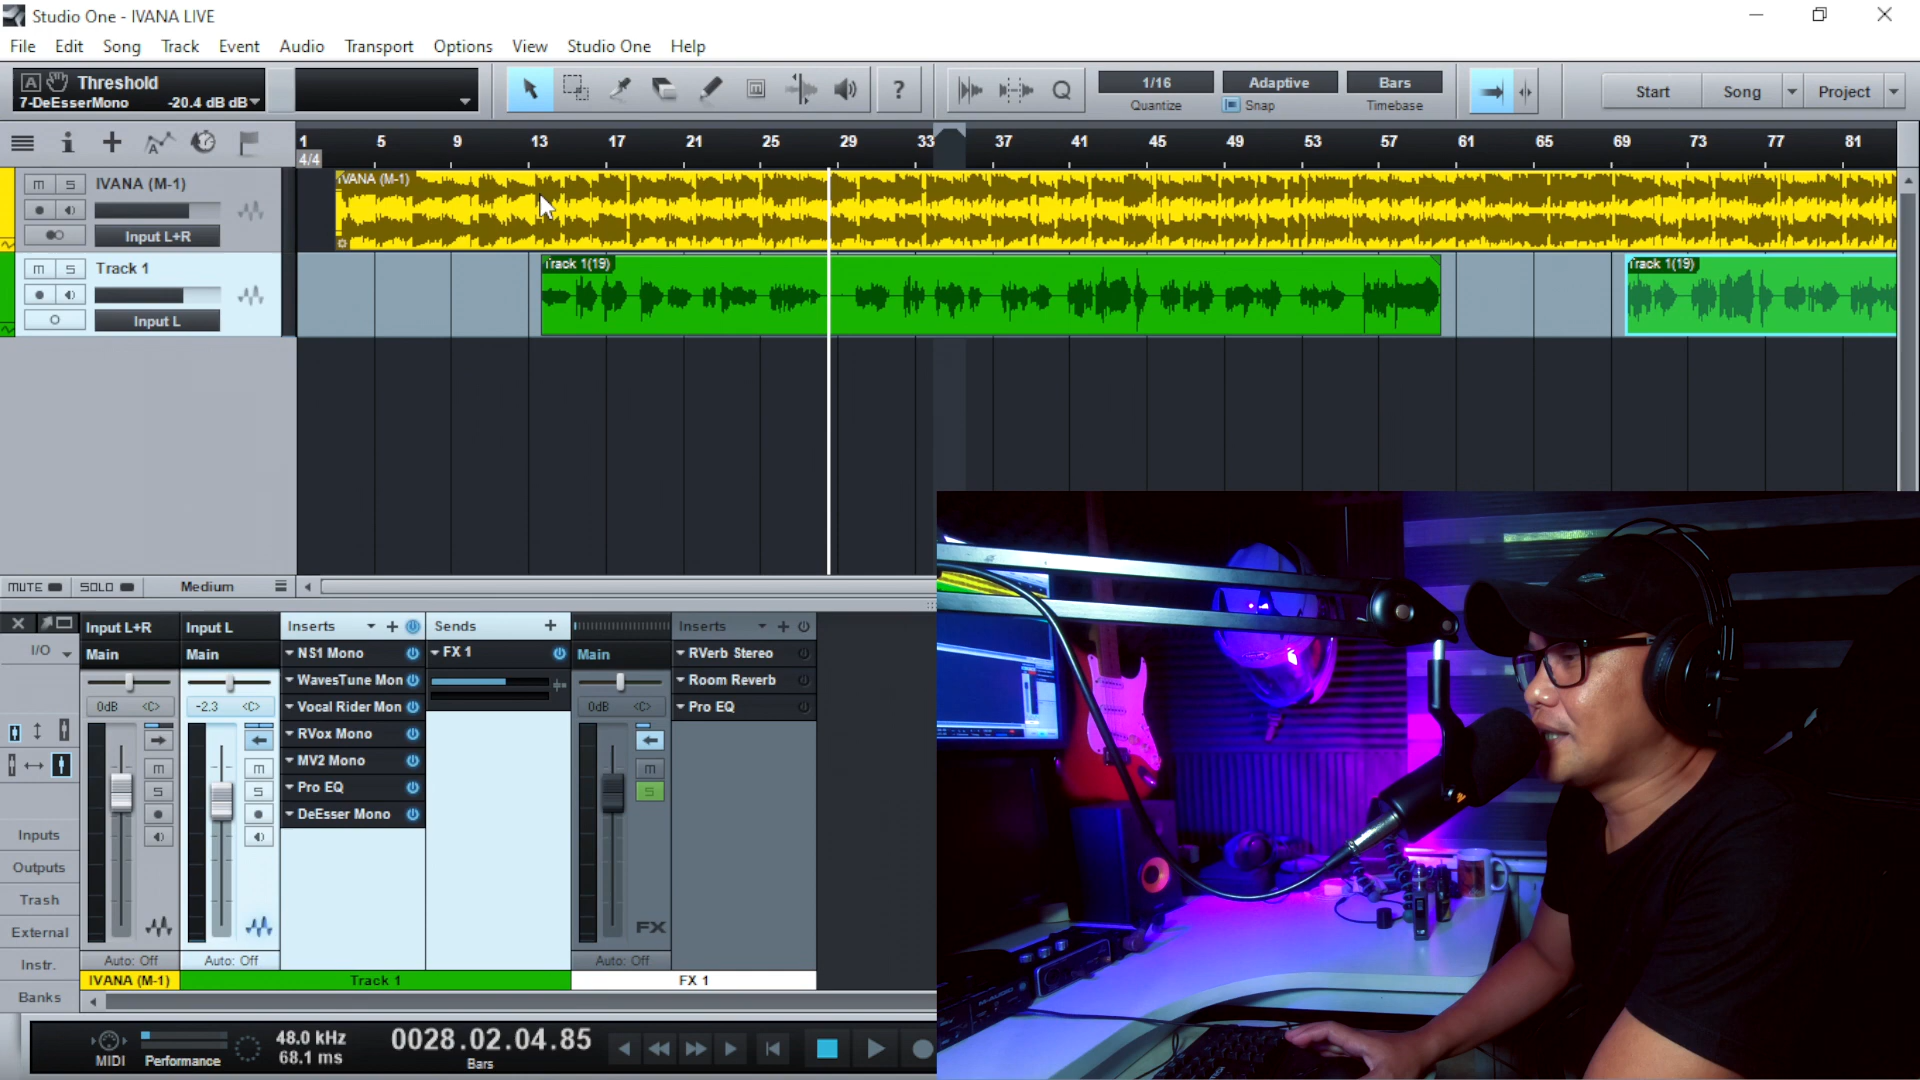 Studio One - IVANA LIVE
File Edit Song Track Event Audio Transport Options View Studio One Help
A Threshold
7-DeEsserMono -20.4 dB dB
? Q 1/16 Adaptive Bars Start Song Project
Quantize Snap Timebase
1 5 9 13 17 21 25 29 33 37 41 45 49 53 57 61 65 69 73 77 81
4/4
M S IVANA (M-1) IVANA (M-1)
Input L+R
M S Track 1 Track 1(19) Track 1(19)
Input L
MUTE SOLO Medium
Input L+R Input L Inserts Sends Inserts
I/O Main Main NS1 Mono FX 1 Main RVerb Stereo
WavesTune Mon Room Reverb
0dB <C> -2.3 <C> Vocal Rider Mon 0dB <C> Pro EQ
RVox Mono
M M MV2 Mono M
S S Pro EQ S
DeEsser Mono
Inputs
Outputs
Trash
External FX
Instr. Auto: Off Auto: Off Auto: Off
IVANA (M-1) Track 1 FX 1
Banks
MIDI Performance 48.0 kHz 68.1 ms 0028.02.04.85 Bars
M-AUDIO